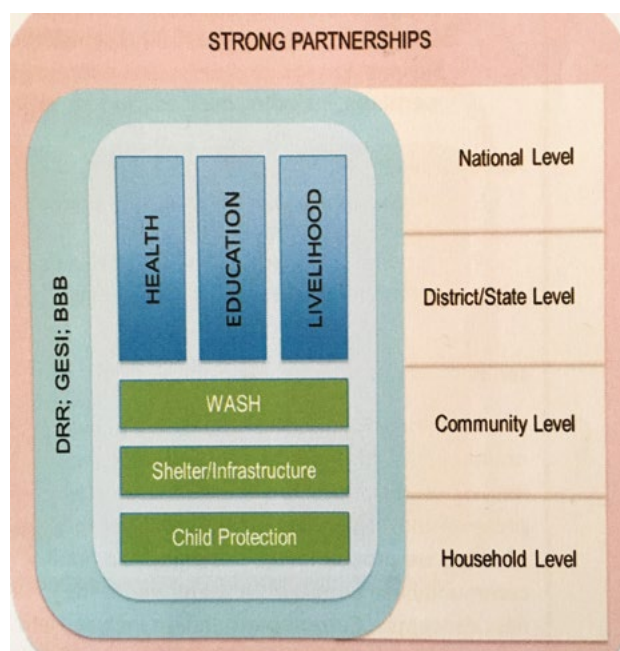 STRONG PARTNERSHIPS
DRR; GESI; BBB
HEALTH
EDUCATION
LIVELIHOOD
WASH
Shelter/Infrastructure
Child Protection
National Level
District/State Level
Community Level
Household Level